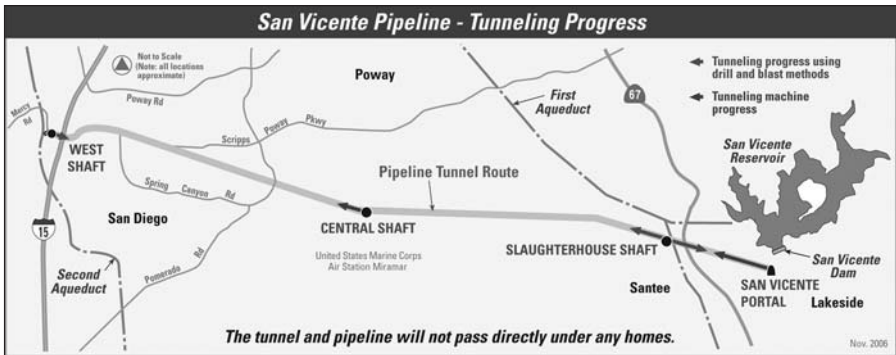 San Vicente Pipeline - Tunneling Progress
Not to Scale
(Note: all locations
approximate)
Poway
Tunneling progress using
drill and blast methods
Tunneling machine
progress
67
First
Aqueduct
Poway Rd
Mercy
Rd
Scripps Poway Pkwy
WEST
SHAFT
San Vicente
Reservoir
Pipeline Tunnel Route
Spring Canyon Rd
San Diego
15
CENTRAL SHAFT
SLAUGHTERHOUSE SHAFT
United States Marine Corps
Air Station Miramar
Pomerado Rd
Second
Aqueduct
San Vicente
Dam
Santee
SAN VICENTE
PORTAL
Lakeside
The tunnel and pipeline will not pass directly under any homes.
Nov. 2006